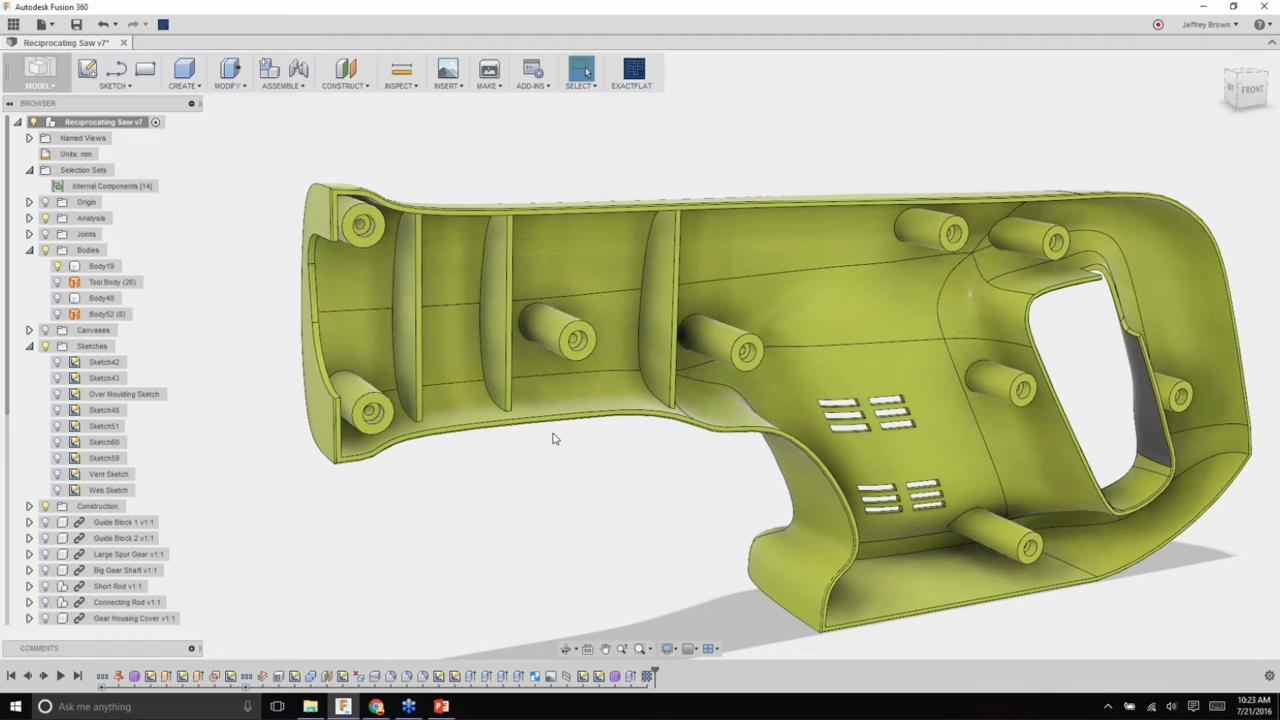 Autodesk Fusion 360
Jeffrey Brown
Reciprocating Saw v7*
MODEL
SKETCH
CREATE
MODIFY
ASSEMBLE
CONSTRUCT
INSPECT
INSERT
MAKE
ADD-INS
SELECT
EXACTFLAT
FRONT
BROWSER
Reciprocating Saw v7
Named Views
Units: mm
Selection Sets
Internal Components [14]
Origin
Analysis
Joints
Bodies
Body19
Tool Body (26)
Body40
Body52 (8)
Canvases
Sketches
Sketch42
Sketch43
Over Moulding Sketch
Sketch48
Sketch51
Sketch60
Sketch59
Vent Sketch
Web Sketch
Construction
Guide Block 1 v1:1
Guide Block 2 v1:1
Large Spur Gear v1:1
Big Gear Shaft v1:1
Short Rod v1:1
Connecting Rod v1:1
Gear Housing Cover v1:1
COMMENTS
Ask me anything
10:23 AM
7/21/2016